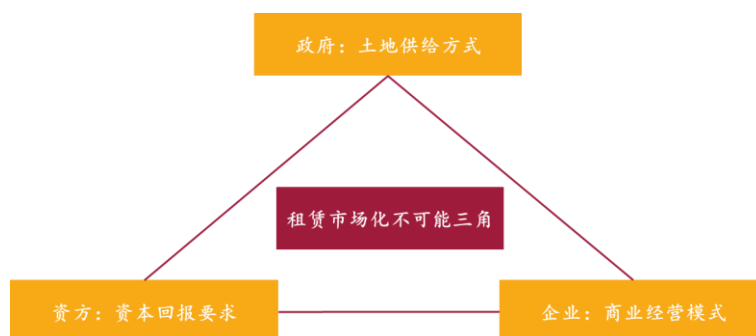 政府：土地供给方式
租赁市场化不可能三角
资方：资本回报要求
企业：商业经营模式